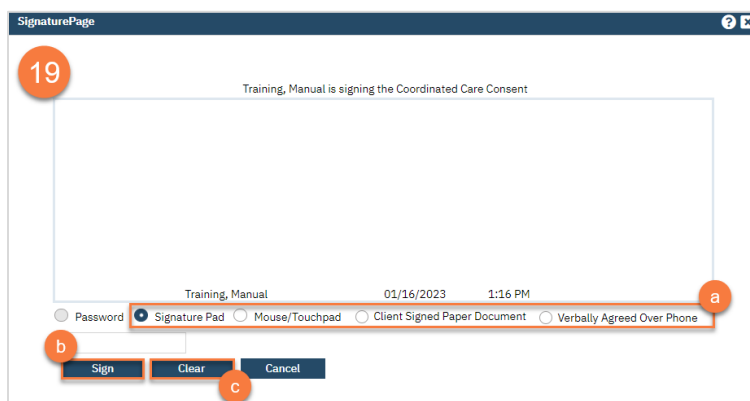 SignaturePage ?
19
Training, Manual is signing the Coordinated Care Consent
Training, Manual 01/16/2023 1:16 PM
a
Password Signature Pad Mouse/Touchpad Client Signed Paper Document Verbally Agreed Over Phone
b
Sign Clear Cancel
c